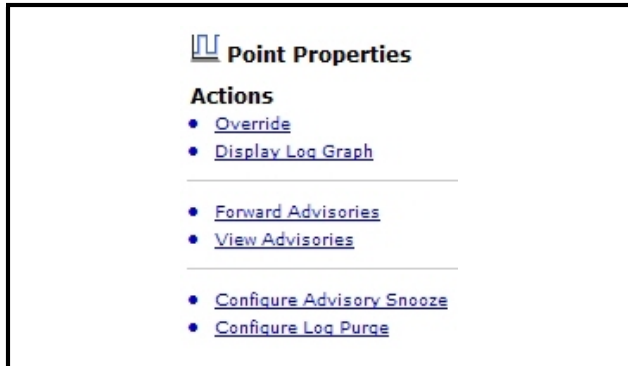 Point Properties
Actions
Override
Display Log Graph
Forward Advisories
View Advisories
Configure Advisory Snooze
Configure Log Purge